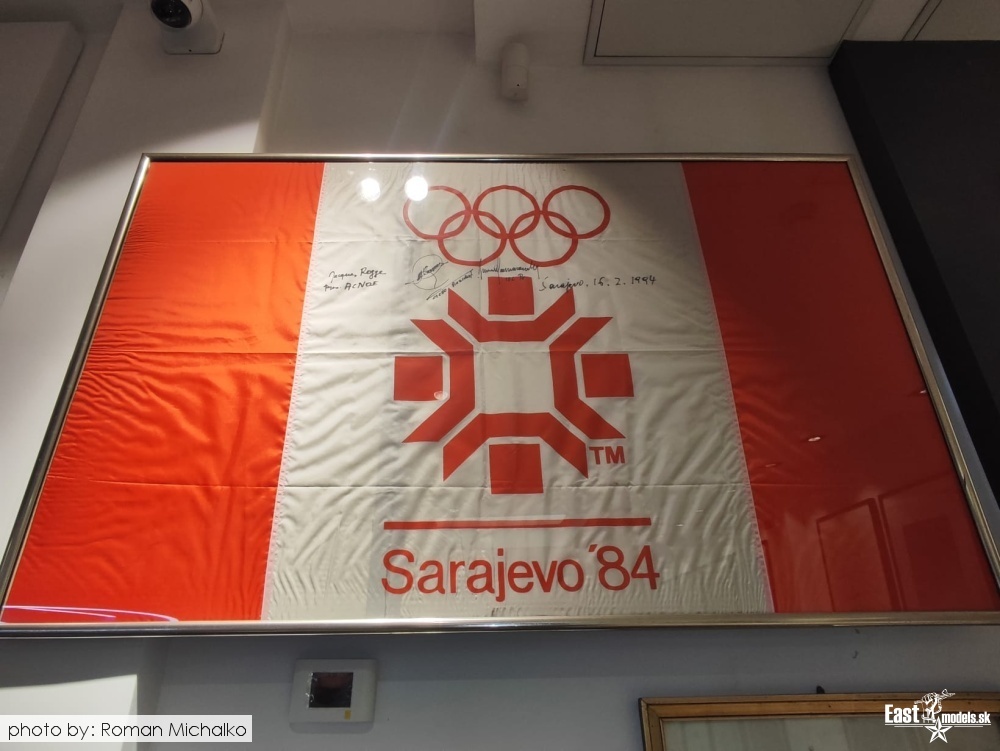 Jacques Rogge
Sarajevo, 15.2.1994
TM
Sarajevo '84
photo by: Roman Michalko
East
models.sk